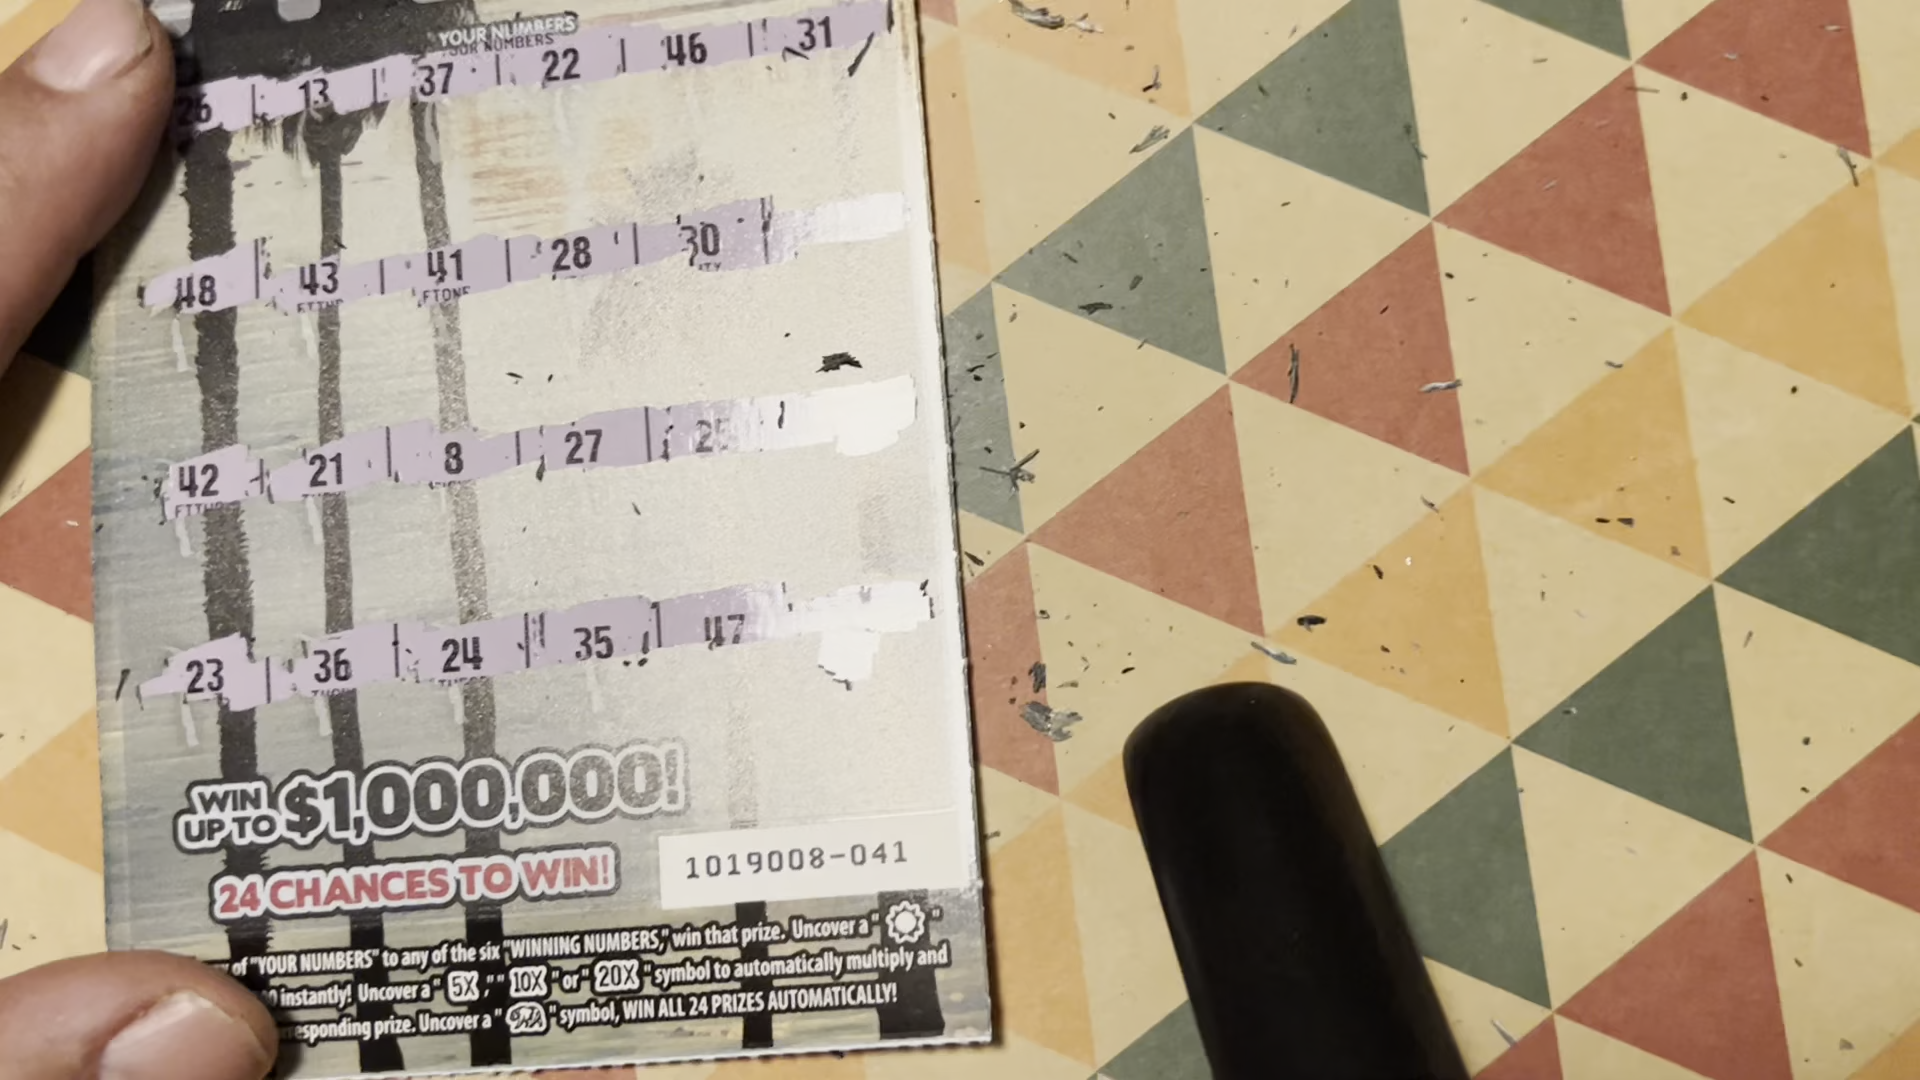 YOUR NUMBERS
YOUR NUMBERS
26 13 37 22 46 31
48 43 41 28 30
FTONE
42 21 8 27
23 36 24 35 47
WIN UP TO $1,000,000!
24 CHANCES TO WIN!
1019008-041
of "YOUR NUMBERS" to any of the six "WINNING NUMBERS," win that prize. Uncover a " "
instantly! Uncover a "5X," "10X" or "20X" symbol to automatically multiply and
prize. Uncover a " " symbol, WIN ALL 24 PRIZES AUTOMATICALLY!